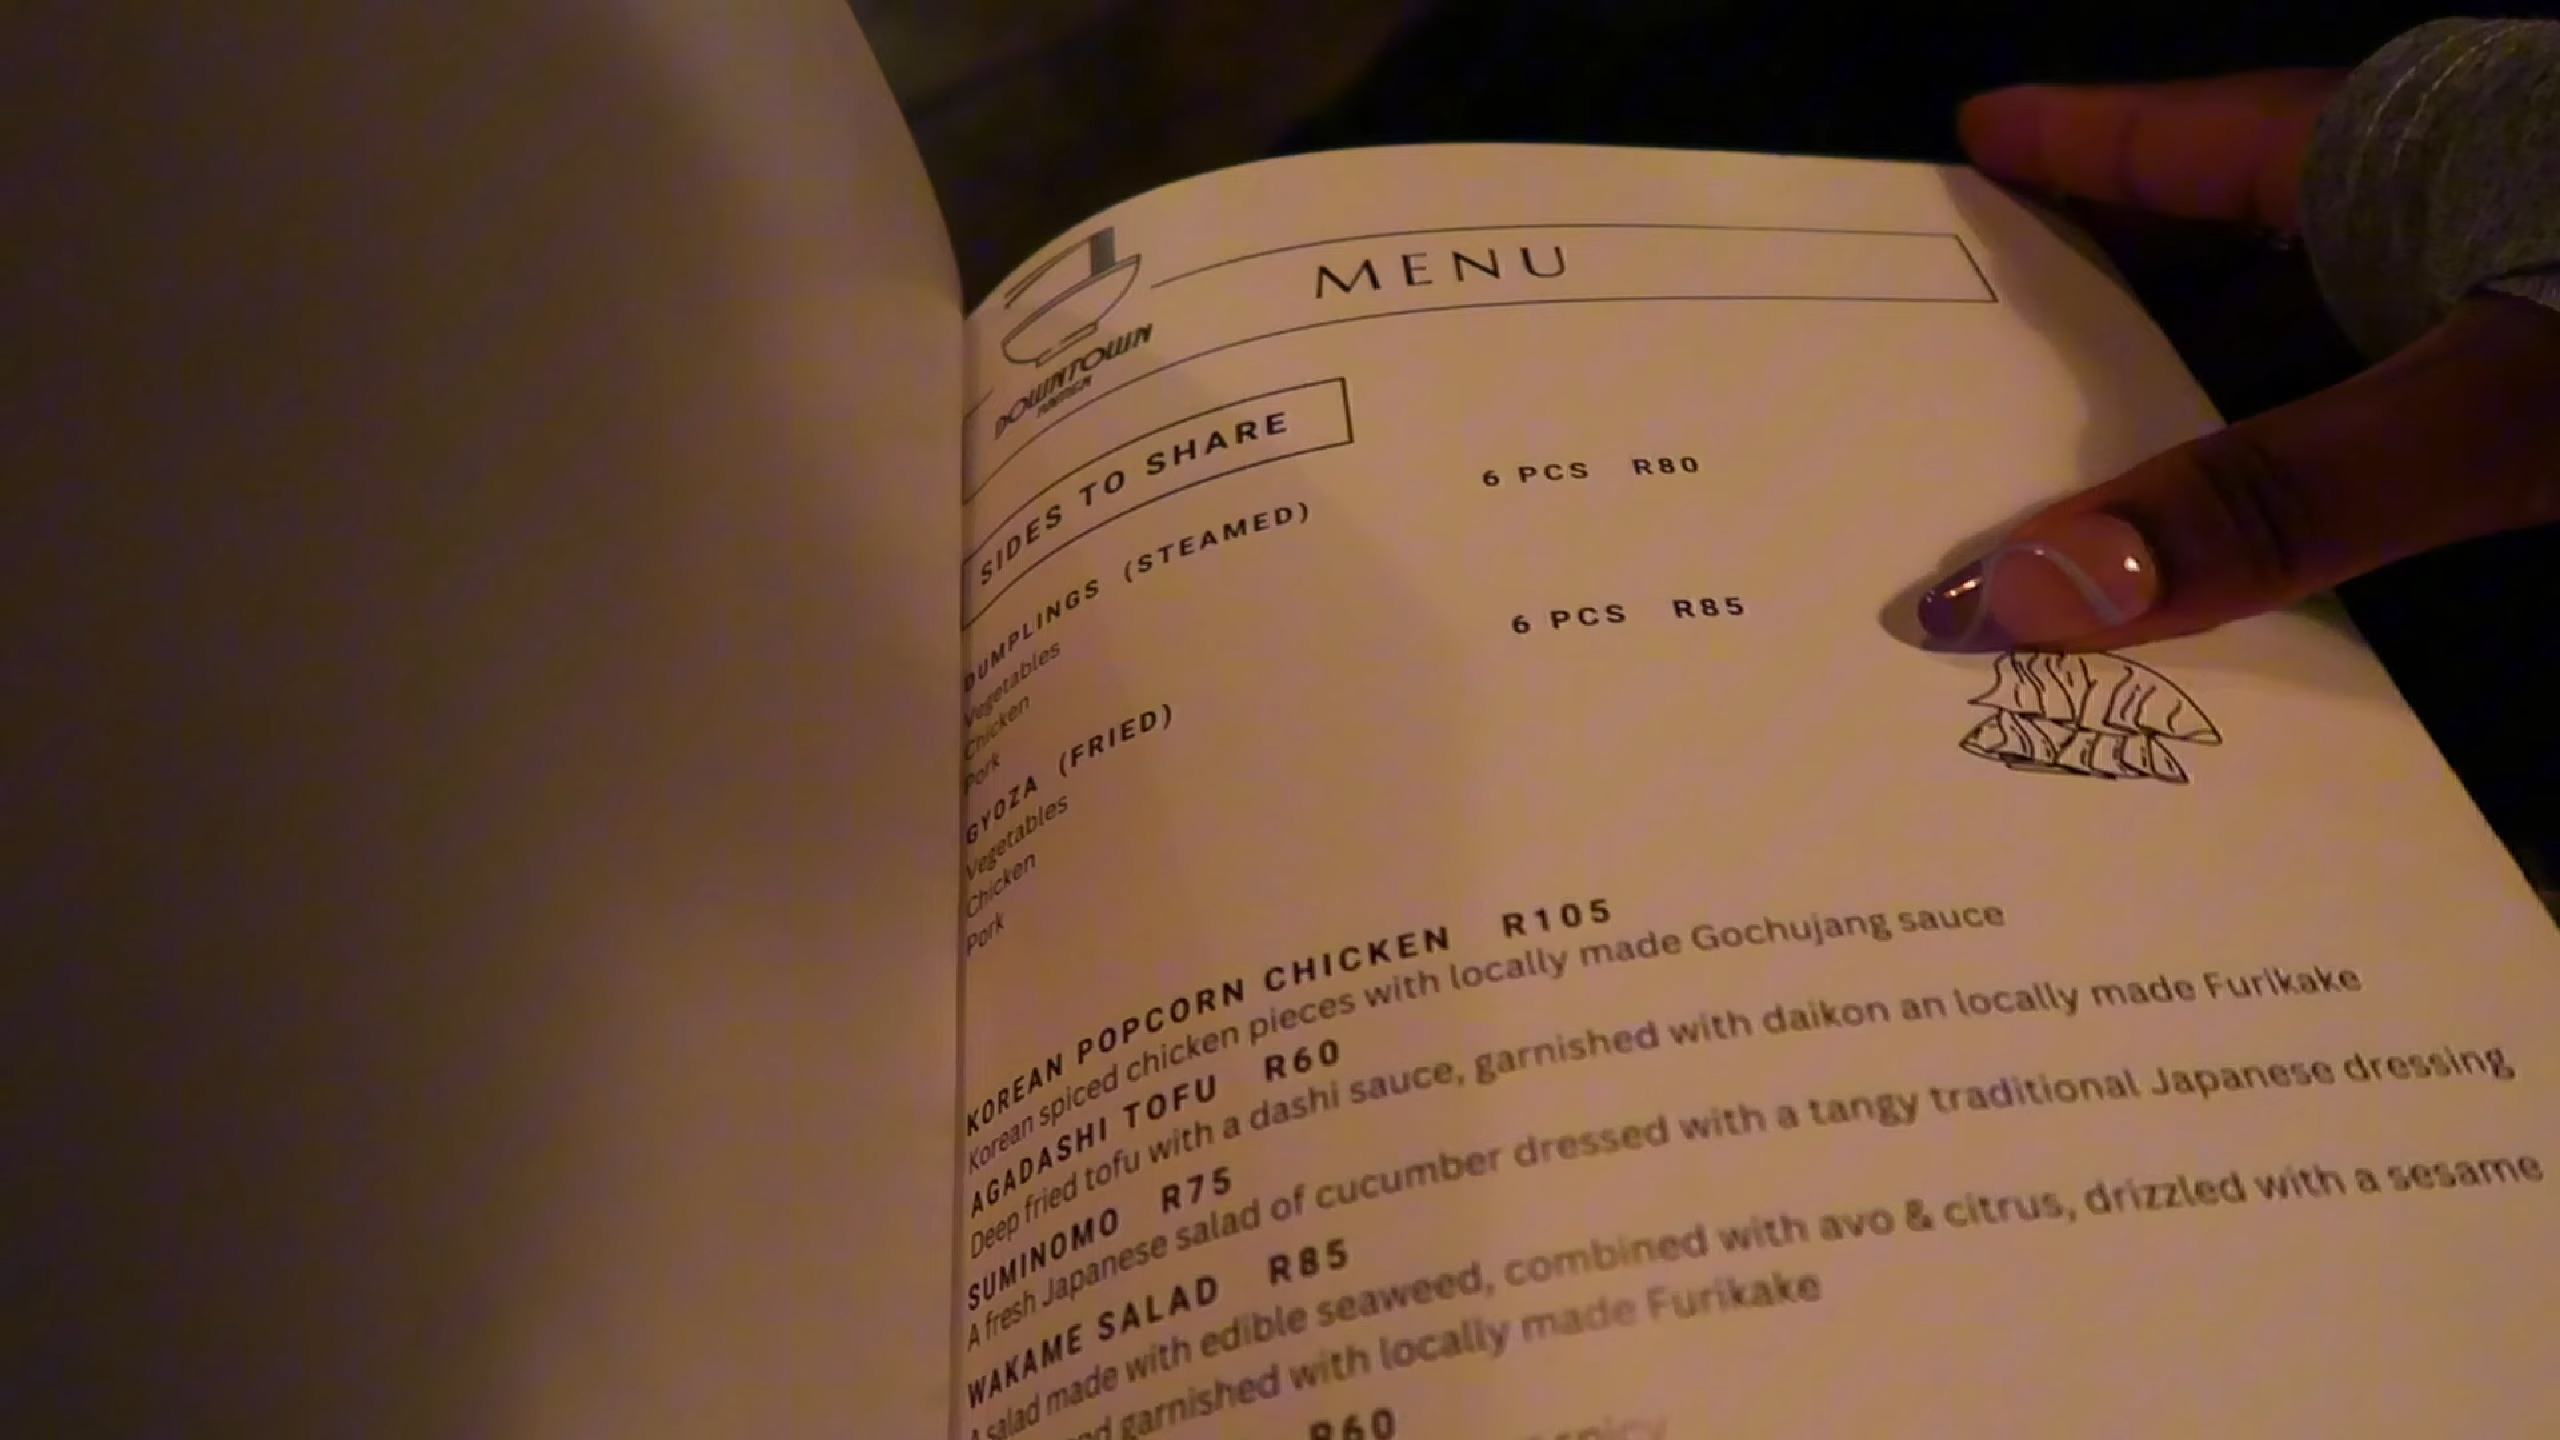 MENU
DOWNTOWN
RAMEN
SIDES TO SHARE
DUMPLINGS (STEAMED) 6 PCS R80
Vegetables
Chicken
Pork
GYOZA (FRIED) 6 PCS R85
Vegetables
Chicken
Pork
KOREAN POPCORN CHICKEN R105
Korean spiced chicken pieces with locally made Gochujang sauce
AGADASHI TOFU R60
Deep fried tofu with a dashi sauce, garnished with daikon an locally made Furikake
SUMINOMO R75
A fresh Japanese salad of cucumber dressed with a tangy traditional Japanese dressing
WAKAME SALAD R85
A salad made with edible seaweed, combined with avo & citrus, drizzled with a sesame
and garnished with locally made Furikake
R60